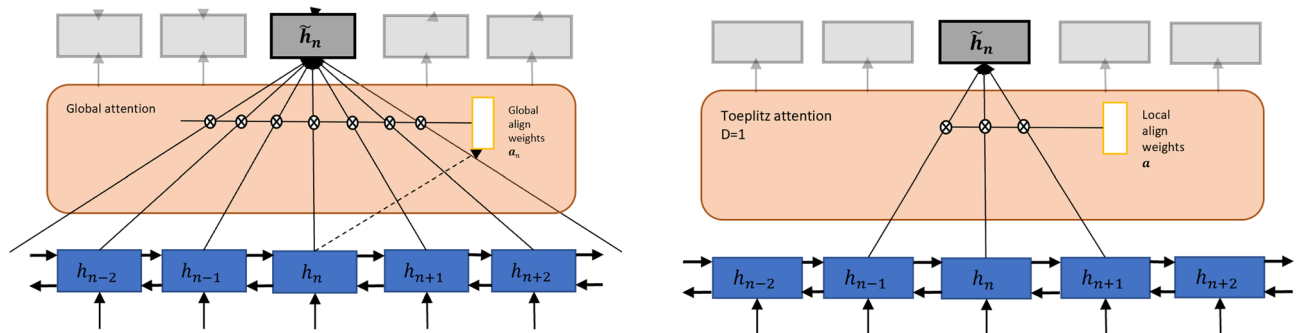 h̃ₙ
Global attention
Global
align
weights
aₙ
hₙ₋₂
hₙ₋₁
hₙ
hₙ₊₁
hₙ₊₂
h̃ₙ
Toeplitz attention
D=1
Local
align
weights
a
hₙ₋₂
hₙ₋₁
hₙ
hₙ₊₁
hₙ₊₂